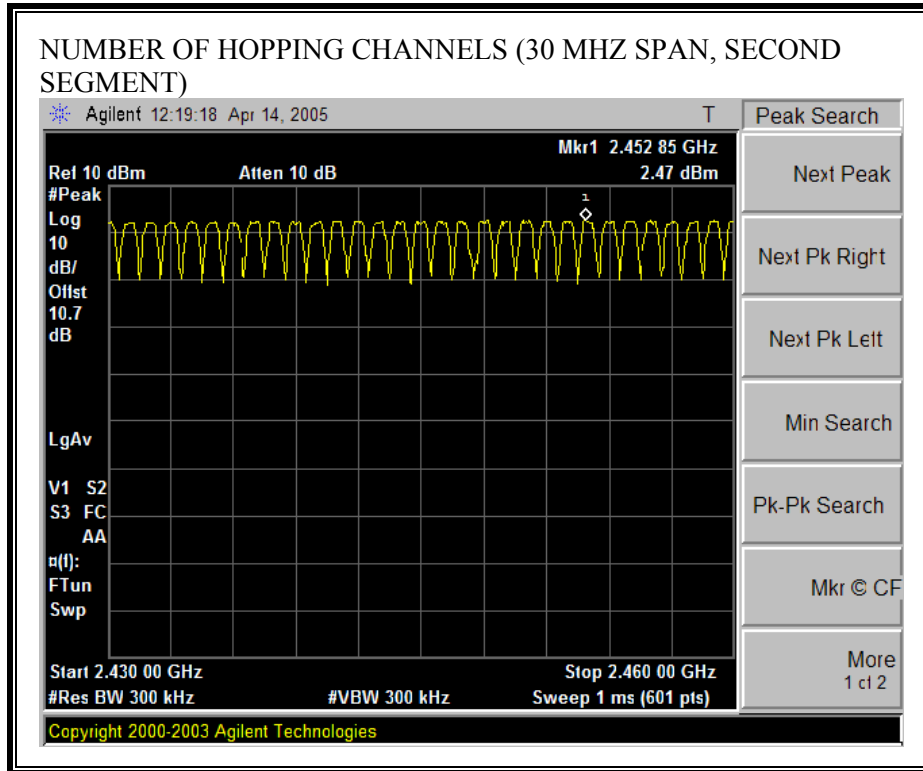 NUMBER OF HOPPING CHANNELS (30 MHZ SPAN, SECOND
SEGMENT)
Agilent 12:19:18 Apr 14, 2005 T
Peak Search
Mkr1 2.452 85 GHz
Ref 10 dBm Atten 10 dB 2.47 dBm
#Peak
Log
10
dB/
Offst
10.7
dB
1
LgAv
V1 S2
S3 FC
AA
¤(f):
FTun
Swp
Start 2.430 00 GHz Stop 2.460 00 GHz
#Res BW 300 kHz #VBW 300 kHz Sweep 1 ms (601 pts)
Copyright 2000-2003 Agilent Technologies
Next Peak
Next Pk Right
Next Pk Left
Min Search
Pk-Pk Search
Mkr © CF
More
1 of 2